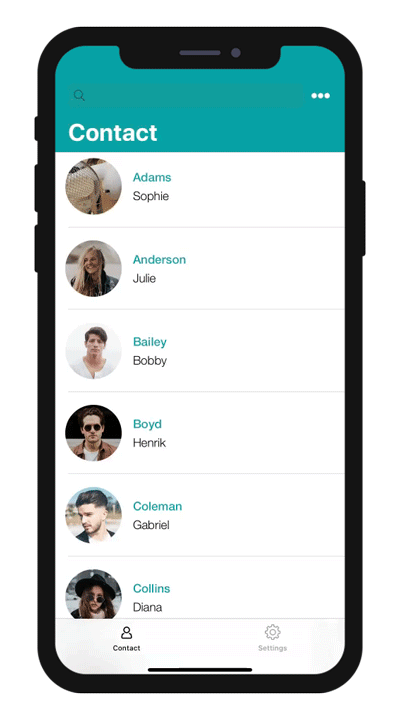 Contact
Adams
Sophie
Anderson
Julie
Bailey
Bobby
Boyd
Henrik
Coleman
Gabriel
Collins
Diana
Contact
Settings